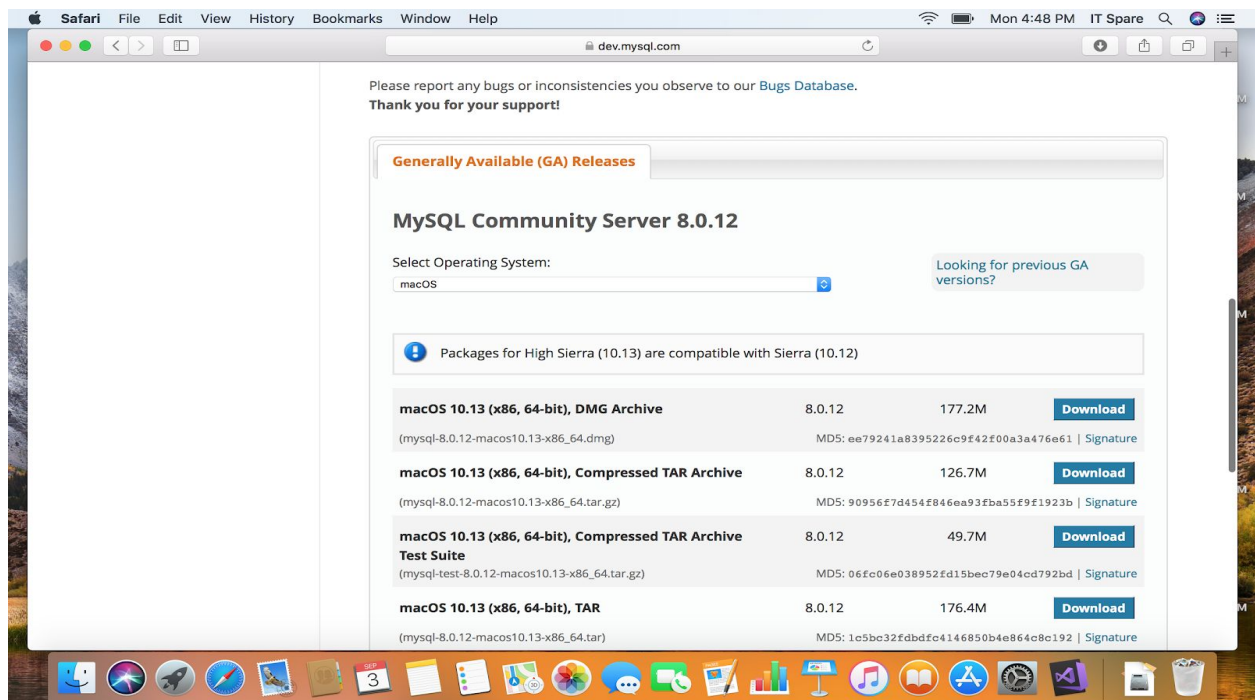 Safari File Edit View History Bookmarks Window Help Mon 4:48 PM IT Spare
dev.mysql.com
Please report any bugs or inconsistencies you observe to our Bugs Database.
Thank you for your support!
Generally Available (GA) Releases
MySQL Community Server 8.0.12
Select Operating System:
macOS
Looking for previous GA
versions?
Packages for High Sierra (10.13) are compatible with Sierra (10.12)
macOS 10.13 (x86, 64-bit), DMG Archive 8.0.12 177.2M Download
(mysql-8.0.12-macos10.13-x86_64.dmg) MD5: ee79241a8395226c9f42f00a3a476e61 | Signature
macOS 10.13 (x86, 64-bit), Compressed TAR Archive 8.0.12 126.7M Download
(mysql-8.0.12-macos10.13-x86_64.tar.gz) MD5: 90956f7d454f846ea93fba55f9f1923b | Signature
macOS 10.13 (x86, 64-bit), Compressed TAR Archive 8.0.12 49.7M Download
Test Suite
(mysql-test-8.0.12-macos10.13-x86_64.tar.gz) MD5: 06fc06e038952fd15bec79e04cd792bd | Signature
macOS 10.13 (x86, 64-bit), TAR 8.0.12 176.4M Download
(mysql-8.0.12-macos10.13-x86_64.tar) MD5: 1c5bc32fdbdfc4146850b4e864c8c192 | Signature
SEP
3